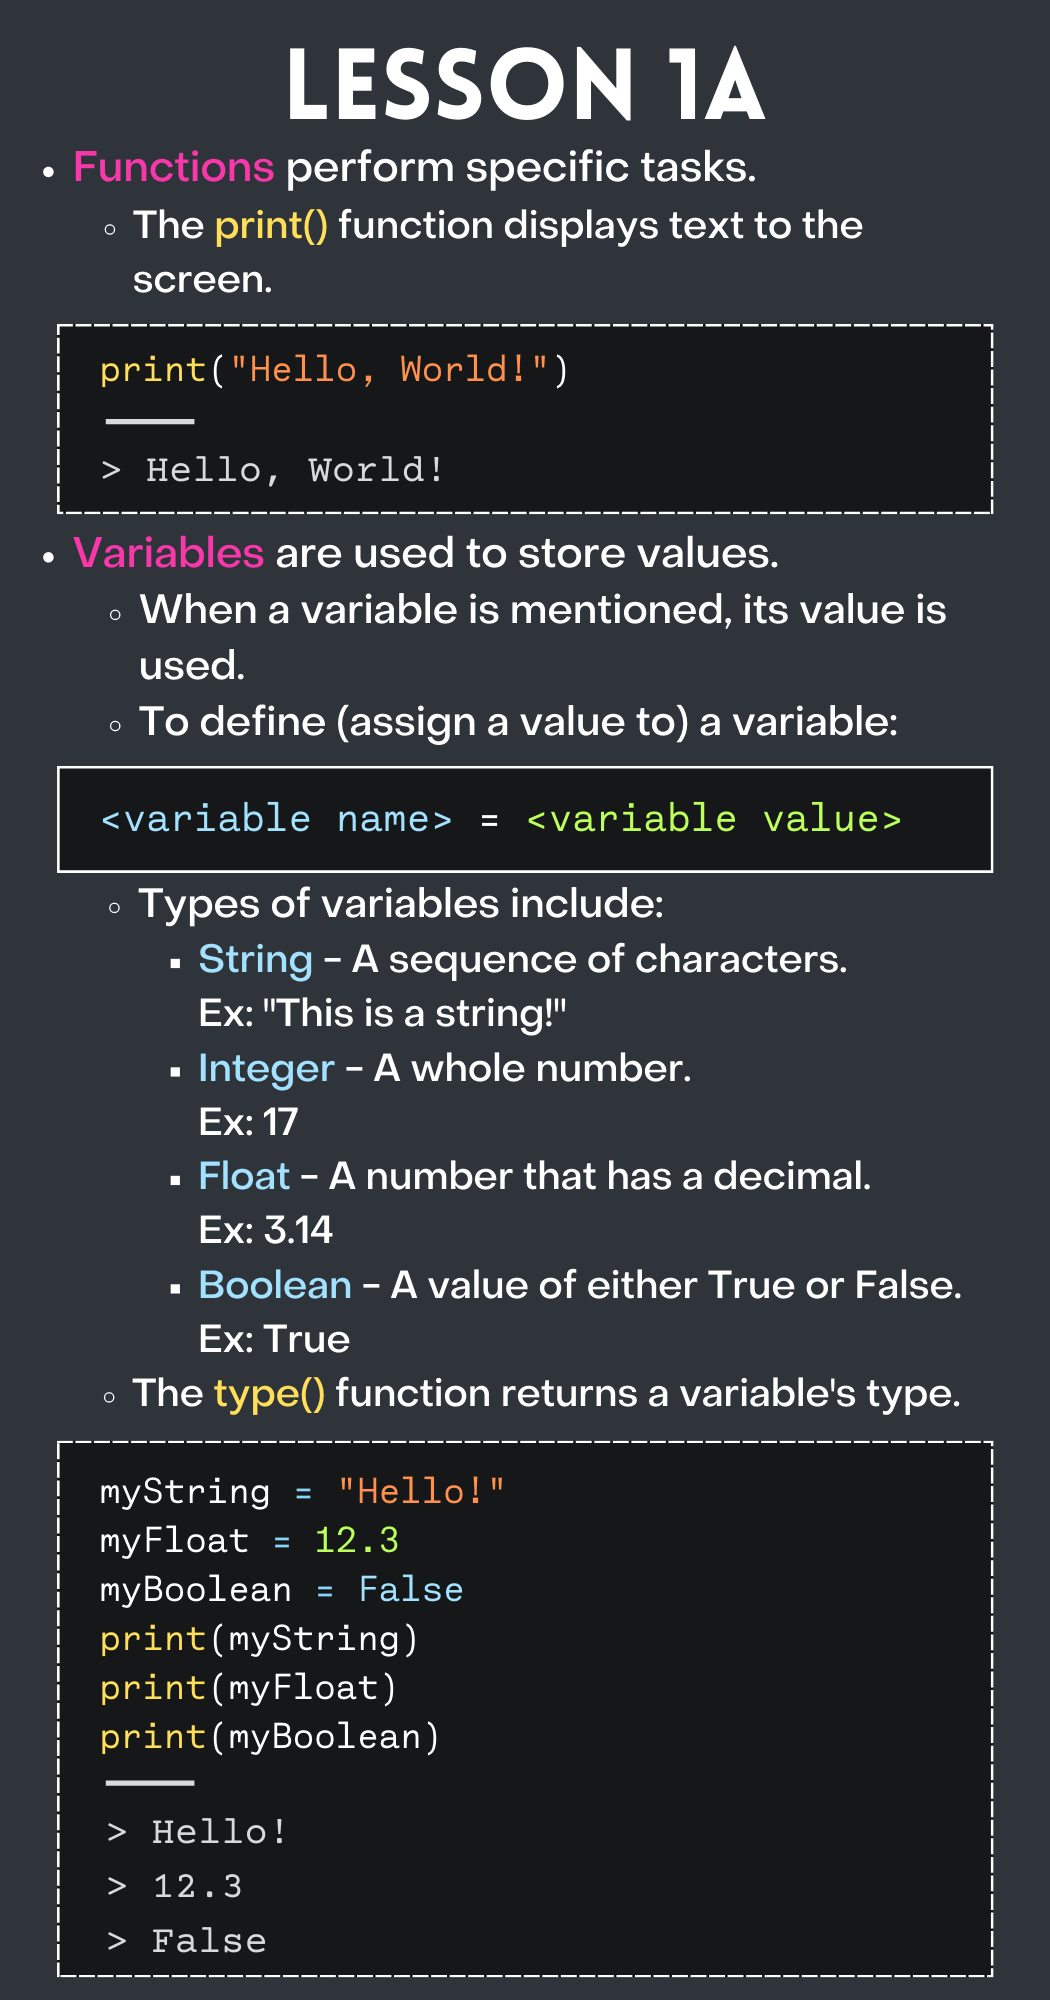 LESSON 1A
• Functions perform specific tasks.
◦ The print() function displays text to the
screen.
print("Hello, World!")
> Hello, World!
• Variables are used to store values.
◦ When a variable is mentioned, its value is
used.
◦ To define (assign a value to) a variable:
<variable name> = <variable value>
◦ Types of variables include:
▪ String - A sequence of characters.
Ex: "This is a string!"
▪ Integer - A whole number.
Ex: 17
▪ Float - A number that has a decimal.
Ex: 3.14
▪ Boolean - A value of either True or False.
Ex: True
◦ The type() function returns a variable's type.
myString = "Hello!"
myFloat = 12.3
myBoolean = False
print(myString)
print(myFloat)
print(myBoolean)
> Hello!
> 12.3
> False